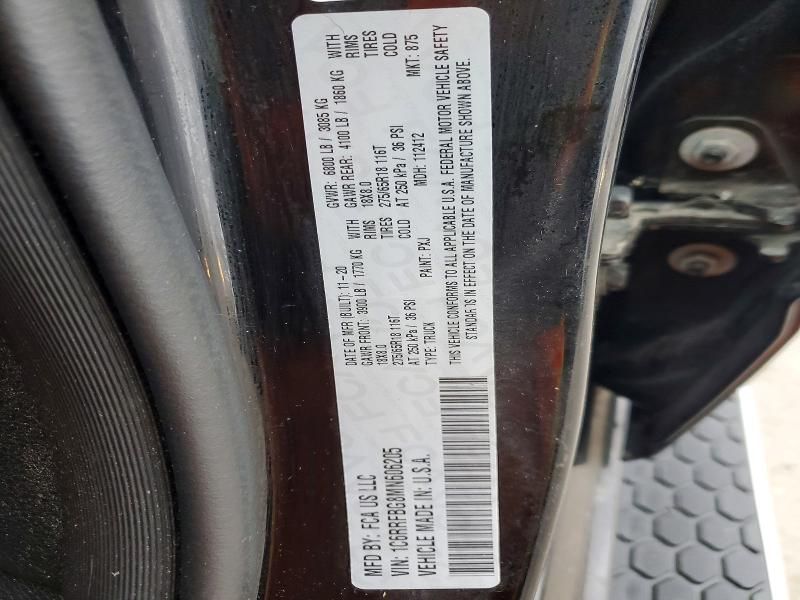 MFD BY: FCA US LLC
DATE OF MFR (BUILT): 11-20
GVWR: 6800 LB / 3085 KG
GAWR FRONT: 3900 LB / 1770 KG WITH
GAWR REAR: 4100 LB / 1860 KG WITH
18X8.0 RIMS
18X8.0 RIMS
275/65R18 116T TIRES
275/65R18 116T TIRES
AT 250 kPa / 36 PSI COLD
AT 250 kPa / 36 PSI COLD
VIN: 1C6RRFBG8MN606205
TYPE: TRUCK
PAINT: PXJ
MDH: 112412
MKT: 875
VEHICLE MADE IN: U.S.A.
THIS VEHICLE CONFORMS TO ALL APPLICABLE U.S.A. FEDERAL MOTOR VEHICLE SAFETY
IN EFFECT ON THE DATE OF MANUFACTURE SHOWN ABOVE.